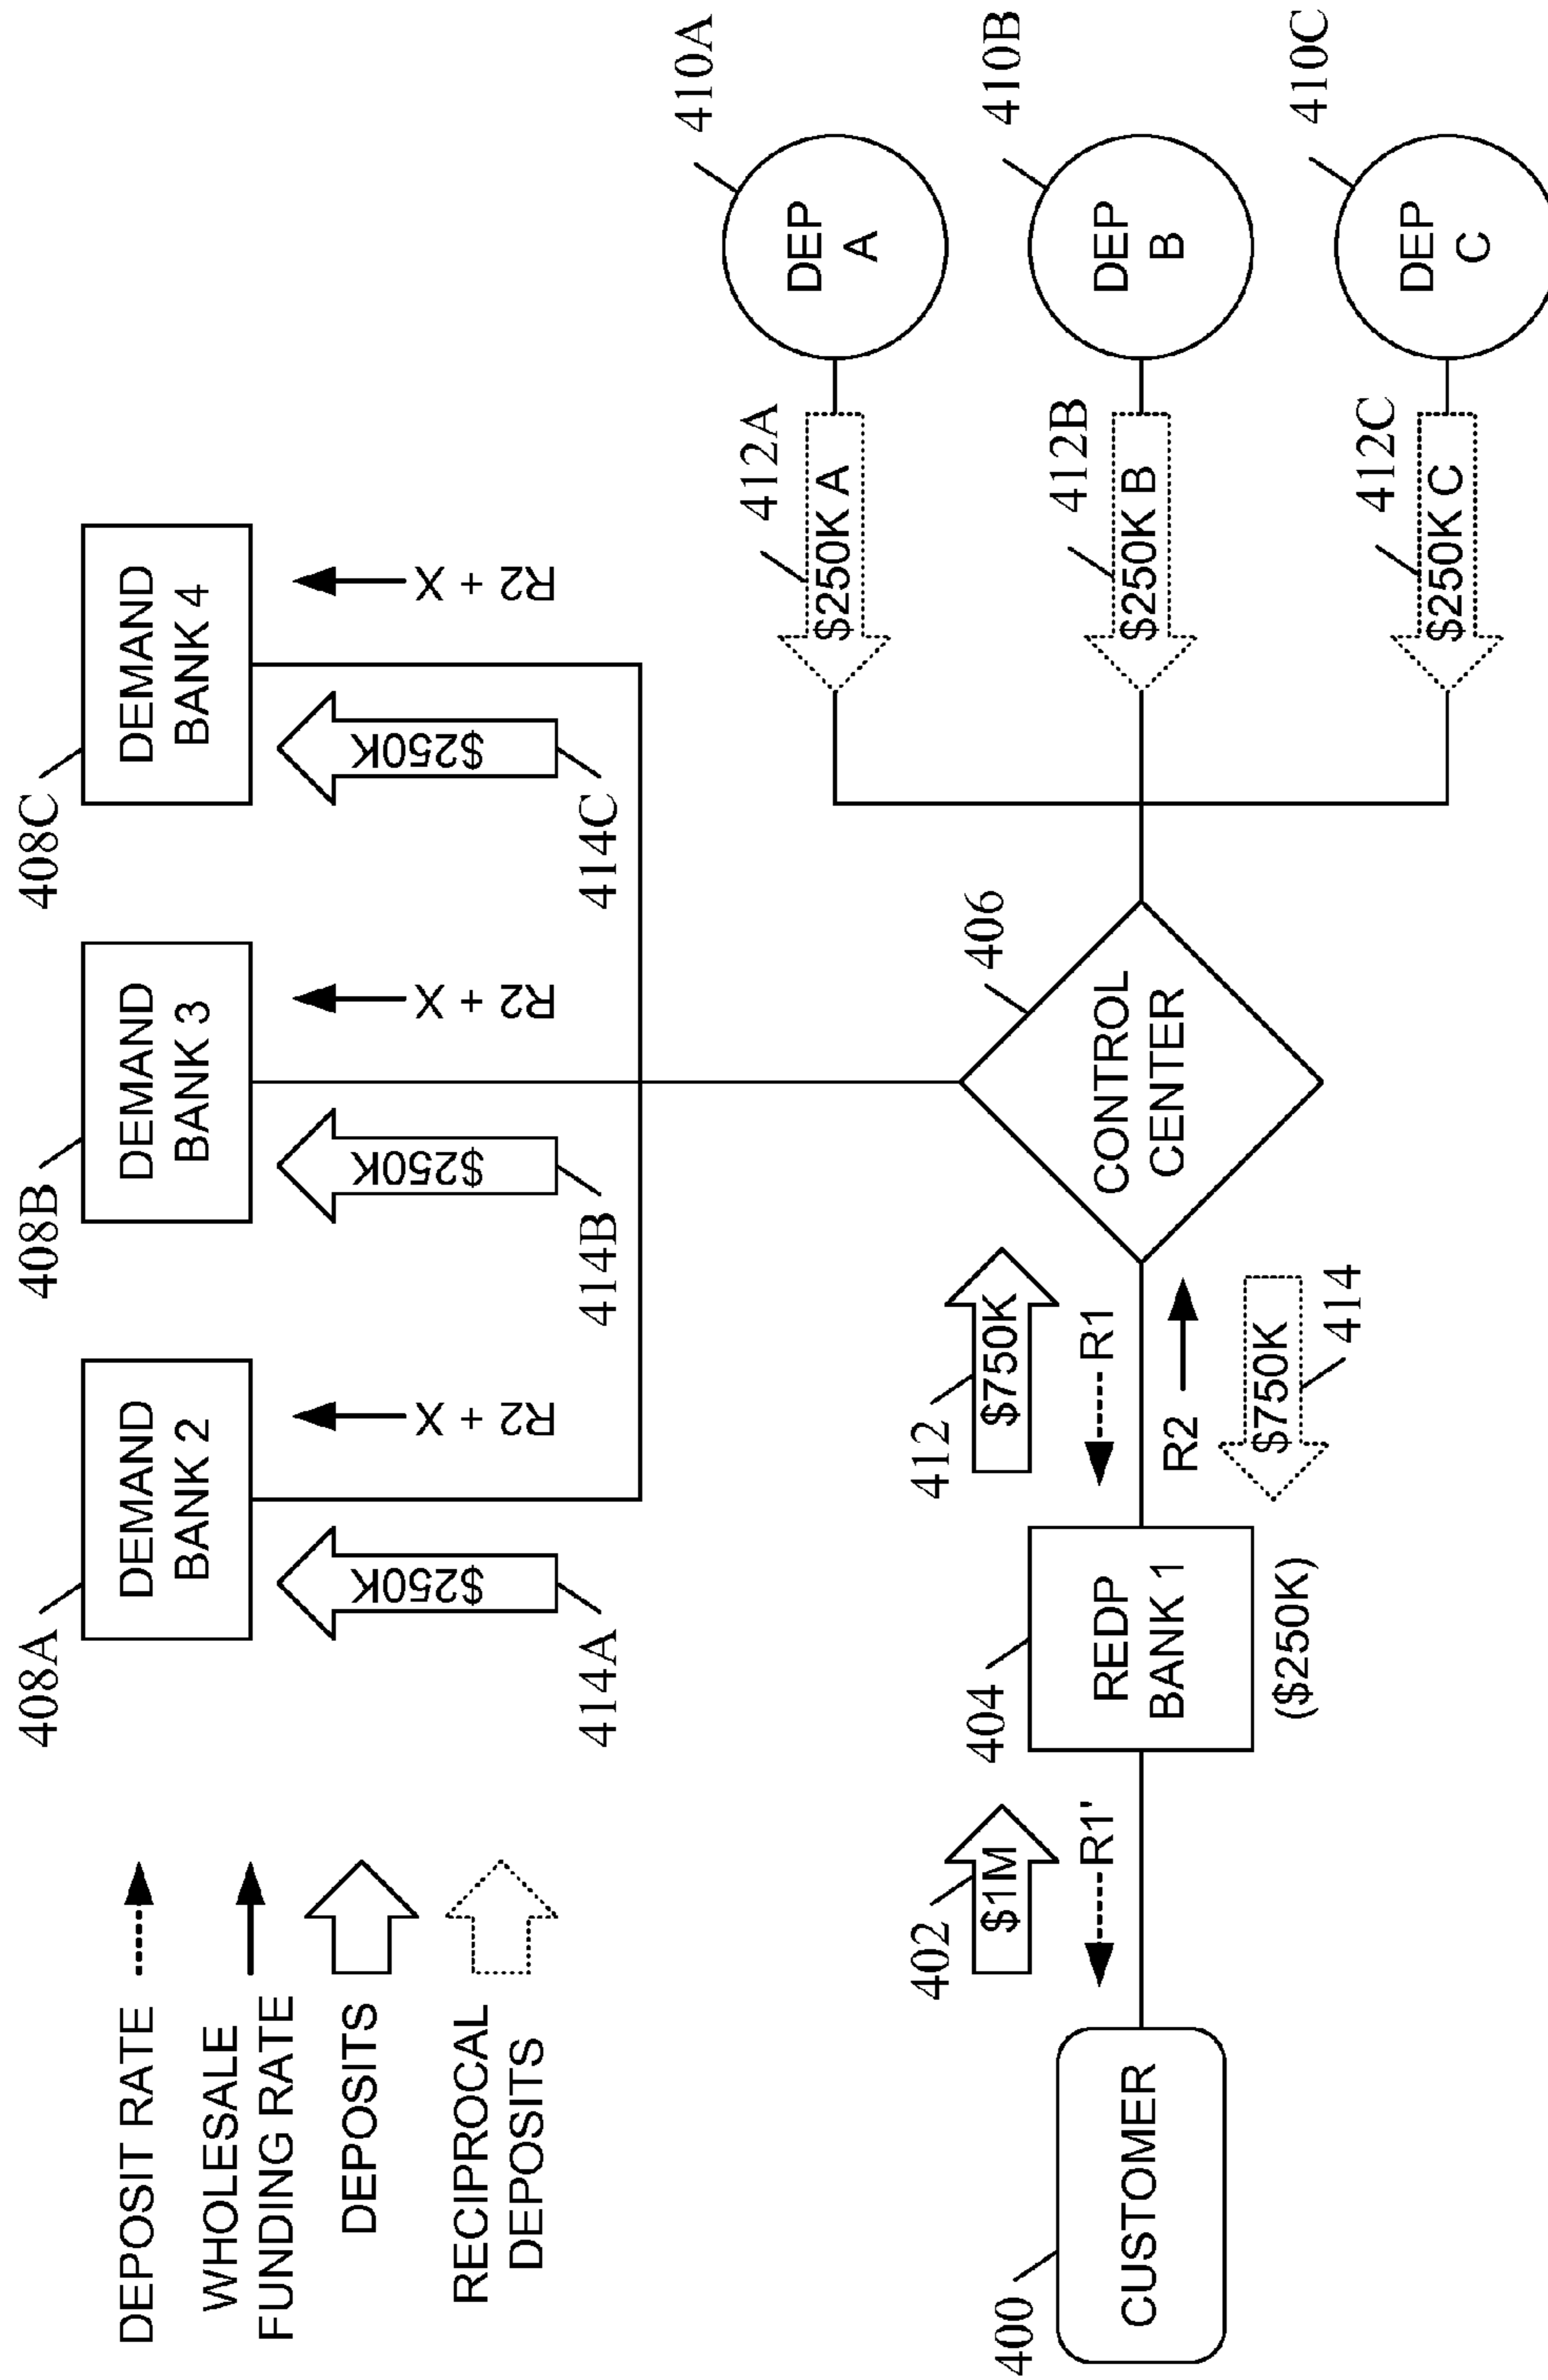 DEPOSIT RATE
WHOLESALE
FUNDING RATE
DEPOSITS
RECIPROCAL
DEPOSITS
408A
DEMAND
BANK 2
408B
DEMAND
BANK 3
408C
DEMAND
BANK 4
$250K
R2 + X
$250K
R2 + X
$250K
R2 + X
414A
414B
414C
400
CUSTOMER
402
$1M
R1'
404
REDP
BANK 1
($250K)
412
$750K
R1
R2
$750K
414
406
CONTROL
CENTER
412A
$250K A
410A
DEP
A
412B
$250K B
410B
DEP
B
412C
$250K C
410C
DEP
C